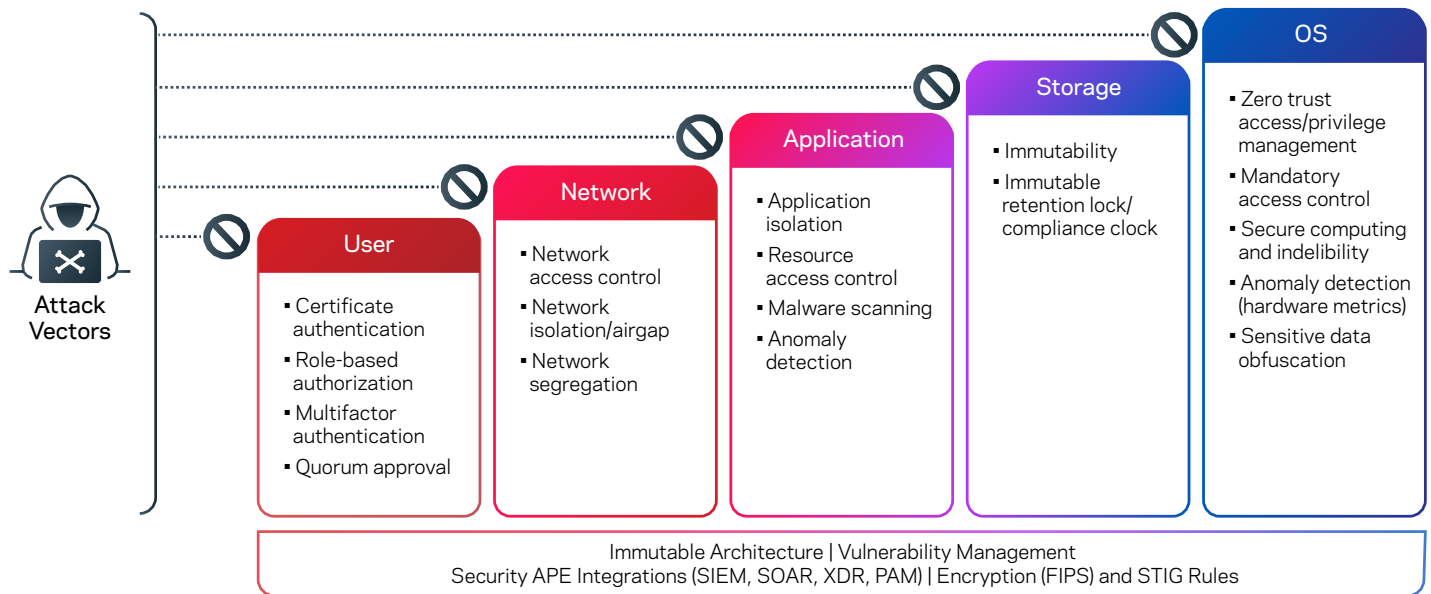 Attack
Vectors
User
▪ Certificate
authentication
▪ Role-based
authorization
▪ Multifactor
authentication
▪ Quorum approval
Network
▪ Network
access control
▪ Network
isolation/airgap
▪ Network
segregation
Application
▪ Application
isolation
▪ Resource
access control
▪ Malware scanning
▪ Anomaly
detection
Storage
▪ Immutability
▪ Immutable
retention lock/
compliance clock
OS
▪ Zero trust
access/privilege
management
▪ Mandatory
access control
▪ Secure computing
and indelibility
▪ Anomaly detection
(hardware metrics)
▪ Sensitive data
obfuscation
Immutable Architecture | Vulnerability Management
Security APE Integrations (SIEM, SOAR, XDR, PAM) | Encryption (FIPS) and STIG Rules